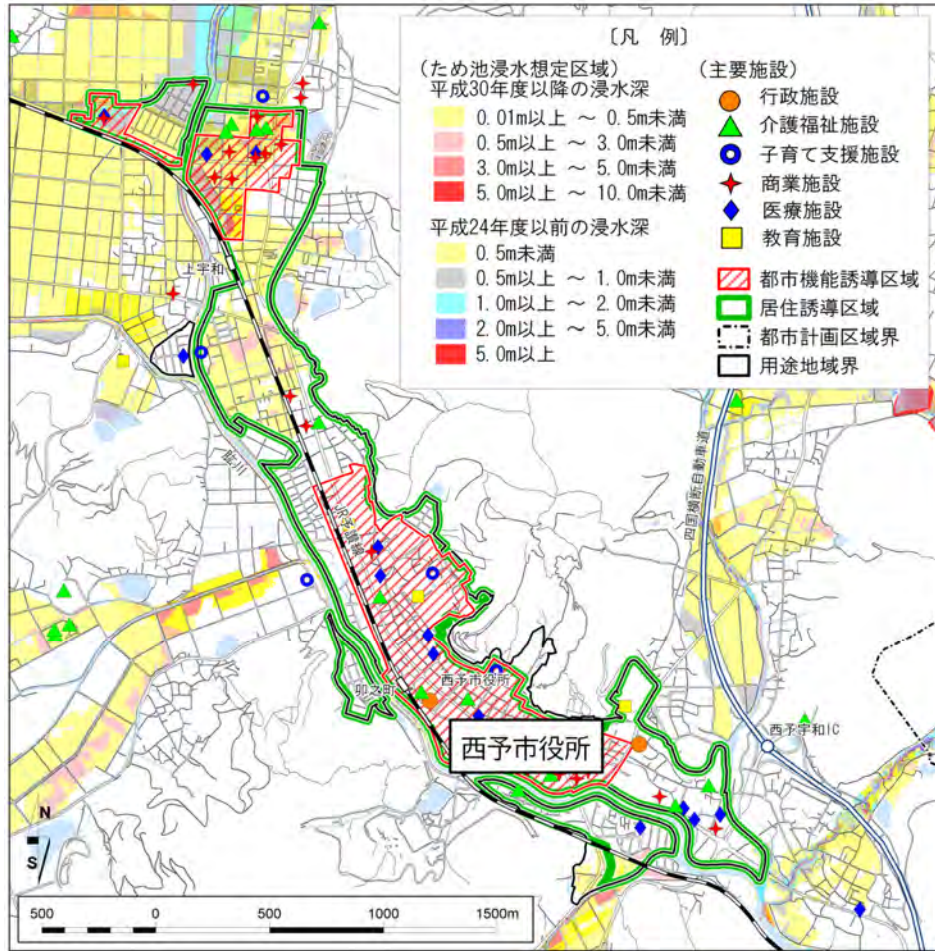 〔凡 例〕
(ため池浸水想定区域)
平成30年度以降の浸水深
0.01m以上 ～ 0.5m未満
0.5m以上 ～ 3.0m未満
3.0m以上 ～ 5.0m未満
5.0m以上 ～ 10.0m未満
平成24年度以前の浸水深
0.5m未満
0.5m以上 ～ 1.0m未満
1.0m以上 ～ 2.0m未満
2.0m以上 ～ 5.0m未満
5.0m以上
(主要施設)
行政施設
介護福祉施設
子育て支援施設
商業施設
医療施設
教育施設
都市機能誘導区域
居住誘導区域
都市計画区域界
用途地域界
上宇和
JR予讃線
四国横断自動車道
卯之町
西予市役所
西予市役所
西予宇和IC
N
S
500 0 500 1000 1500m